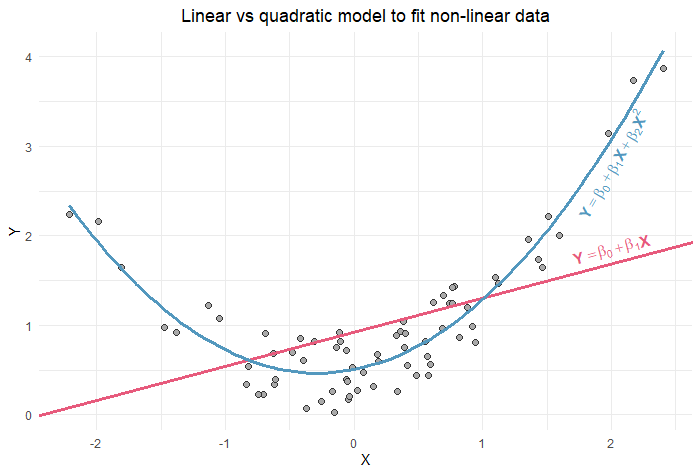 Linear vs quadratic model to fit non-linear data
4
3
2
1
0
Y
Y = β₀ + β₁X + β₂X²
Y = β₀ + β₁X
-2 -1 0 1 2
X